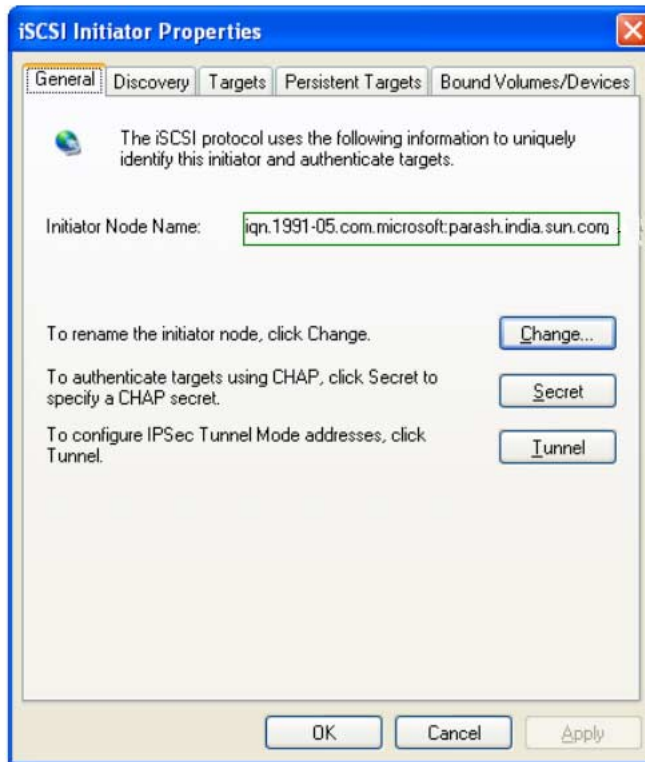 iSCSI Initiator Properties
General Discovery Targets Persistent Targets Bound Volumes/Devices
The iSCSI protocol uses the following information to uniquely
identify this initiator and authenticate targets.
Initiator Node Name: iqn.1991-05.com.microsoft:parash.india.sun.com
To rename the initiator node, click Change. Change...
To authenticate targets using CHAP, click Secret to
specify a CHAP secret. Secret
To configure IPSec Tunnel Mode addresses, click
Tunnel. Tunnel
OK Cancel Apply